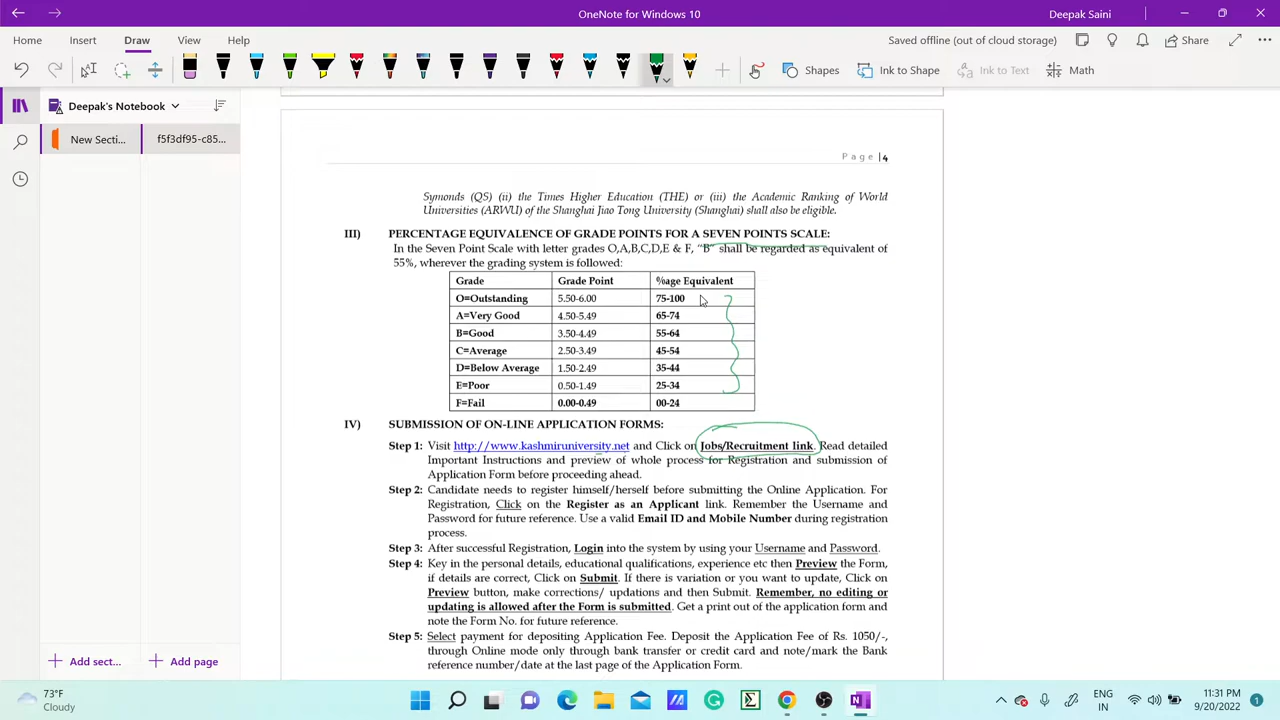 OneNote for Windows 10
Deepak Saini
Home Insert Draw View Help
Saved offline (out of cloud storage)
Share
Shapes
Ink to Shape
Ink to Text
Math
Deepak's Notebook
New Secti...
f5f3df95-c85...
Page |4
Symonds (QS) (ii) the Times Higher Education (THE) or (iii) the Academic Ranking of World
Universities (ARWU) of the Shanghai Jiao Tong University (Shanghai) shall also be eligible.
III) PERCENTAGE EQUIVALENCE OF GRADE POINTS FOR A SEVEN POINTS SCALE:
In the Seven Point Scale with letter grades O,A,B,C,D,E & F, "B" shall be regarded as equivalent of
55%, wherever the grading system is followed:
Grade Grade Point %age Equivalent
O=Outstanding 5.50-6.00 75-100
A=Very Good 4.50-5.49 65-74
B=Good 3.50-4.49 55-64
C=Average 2.50-3.49 45-54
D=Below Average 1.50-2.49 35-44
E=Poor 0.50-1.49 25-34
F=Fail 0.00-0.49 00-24
IV) SUBMISSION OF ON-LINE APPLICATION FORMS:
Step 1: Visit http://www.kashmiruniversity.net and Click on Jobs/Recruitment link. Read detailed
Important Instructions and preview of whole process for Registration and submission of
Application Form before proceeding ahead.
Step 2: Candidate needs to register himself/herself before submitting the Online Application. For
Registration, Click on the Register as an Applicant link. Remember the Username and
Password for future reference. Use a valid Email ID and Mobile Number during registration
process.
Step 3: After successful Registration, Login into the system by using your Username and Password.
Step 4: Key in the personal details, educational qualifications, experience etc then Preview the Form,
if details are correct, Click on Submit. If there is variation or you want to update, Click on
Preview button, make corrections/ updations and then Submit. Remember, no editing or
updating is allowed after the Form is submitted. Get a print out of the application form and
note the Form No. for future reference.
Step 5: Select payment for depositing Application Fee. Deposit the Application Fee of Rs. 1050/-,
through Online mode only through bank transfer or credit card and note/mark the Bank
reference number/date at the last page of the Application Form.
Add sect...
Add page
73°F
Cloudy
ENG
IN
11:31 PM
9/20/2022
1